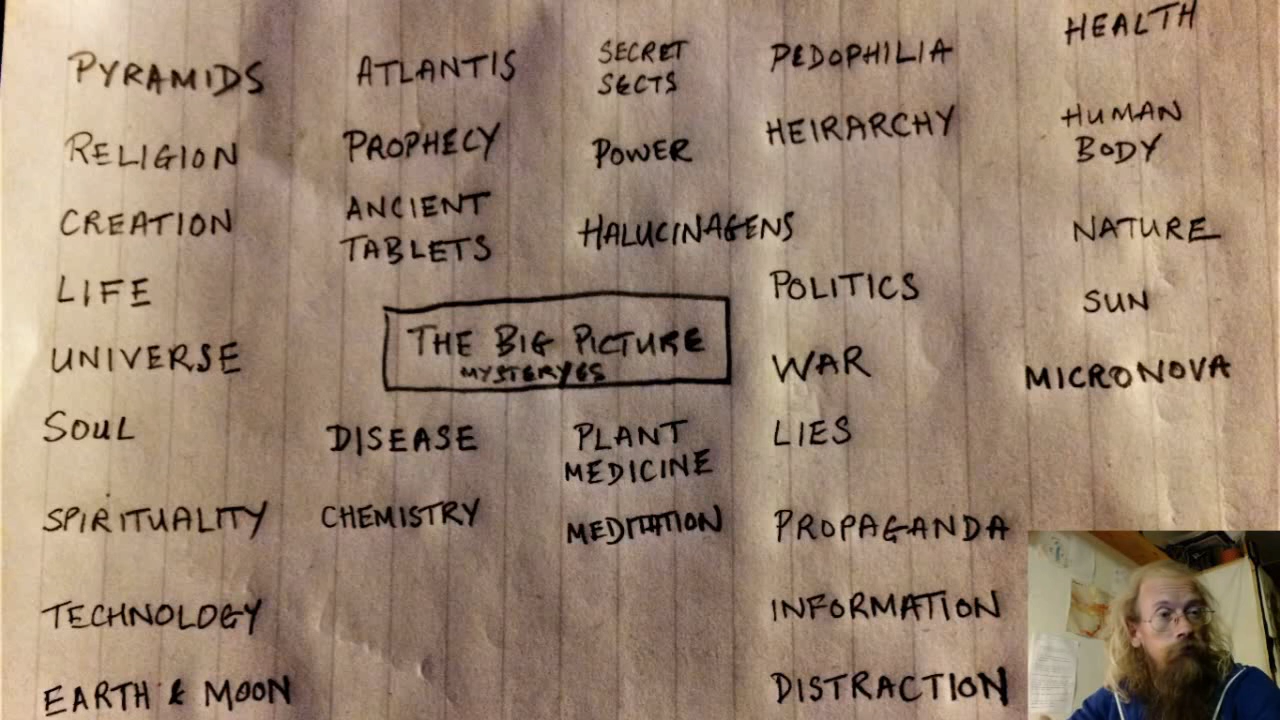 PYRAMIDS
RELIGION
CREATION
LIFE
UNIVERSE
SOUL
SPIRITUALITY
TECHNOLOGY
EARTH & MOON
ATLANTIS
PROPHECY
ANCIENT
TABLETS
SECRET
SECTS
POWER
HALUCINAGENS
THE BIG PICTURE
MYSTERYES
DISEASE
CHEMISTRY
PLANT
MEDICINE
MEDITATION
PEDOPHILIA
HEIRARCHY
POLITICS
WAR
LIES
PROPAGANDA
INFORMATION
DISTRACTION
HEALTH
HUMAN
BODY
NATURE
SUN
MICRONOVA